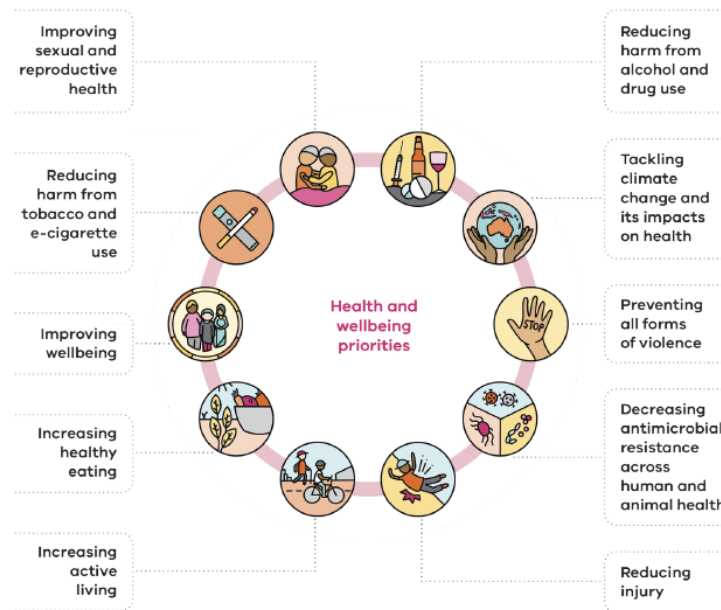 Improving
sexual and
reproductive
health
Reducing
harm from
alcohol and
drug use
Reducing
harm from
tobacco and
e-cigarette
use
Tackling
climate
change and
its impacts
on health
Improving
wellbeing
Health and
wellbeing
priorities
STOP
Preventing
all forms
of violence
Increasing
healthy
eating
Decreasing
antimicrobial
resistance
across
human and
animal health
Increasing
active
living
Reducing
injury